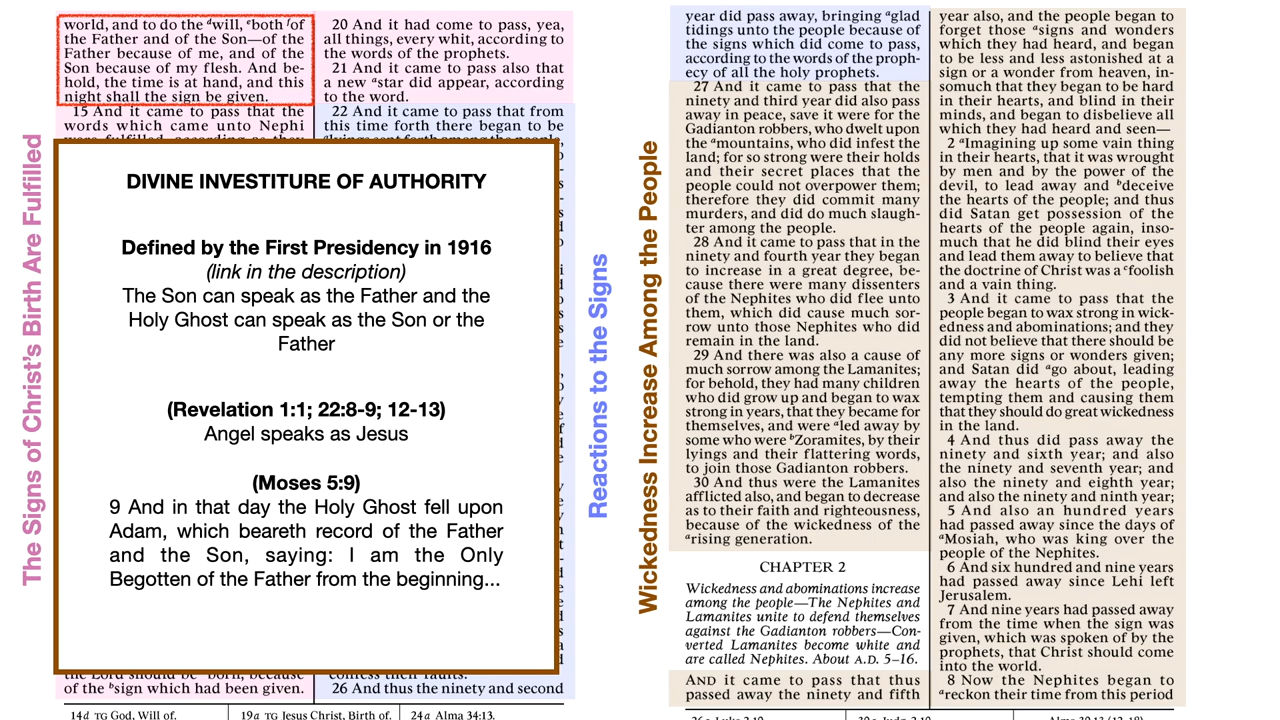 The Signs of Christ's Birth Are Fulfilled
world, and to do the dwill, eboth fof
the Father and of the Son—of the
Father because of me, and of the
Son because of my flesh. And be-
hold, the time is at hand, and this
night shall the sign be given.
15 And it came to pass that the
words which came unto Nephi
were fulfilled, according as they
DIVINE INVESTITURE OF AUTHORITY
Defined by the First Presidency in 1916
(link in the description)
The Son can speak as the Father and the
Holy Ghost can speak as the Son or the
Father
(Revelation 1:1; 22:8-9; 12-13)
Angel speaks as Jesus
(Moses 5:9)
9 And in that day the Holy Ghost fell upon
Adam, which beareth record of the Father
and the Son, saying: I am the Only
Begotten of the Father from the beginning...
the Lord should be born, because
of the bsign which had been given.
20 And it had come to pass, yea,
all things, every whit, according to
the words of the prophets.
21 And it came to pass also that
a new astar did appear, according
to the word.
22 And it came to pass that from
this time forth there began to be
alyings sent forth among the people,
confess their faults.
26 And thus the ninety and second
14d TG God, Will of.
19a TG Jesus Christ, Birth of.
24a Alma 34:13.
Reactions to the Signs
Wickedness Increase Among the People
year did pass away, bringing aglad
tidings unto the people because of
the signs which did come to pass,
according to the words of the proph-
ecy of all the holy prophets.
27 And it came to pass that the
ninety and third year did also pass
away in peace, save it were for the
Gadianton robbers, who dwelt upon
the amountains, who did infest the
land; for so strong were their holds
and their secret places that the
people could not overpower them;
therefore they did commit many
murders, and did do much slaugh-
ter among the people.
28 And it came to pass that in the
ninety and fourth year they began
to increase in a great degree, be-
cause there were many dissenters
of the Nephites who did flee unto
them, which did cause much sor-
row unto those Nephites who did
remain in the land.
29 And there was also a cause of
much sorrow among the Lamanites;
for behold, they had many children
who did grow up and began to wax
strong in years, that they became for
themselves, and were aled away by
some who were bZoramites, by their
lyings and their flattering words,
to join those Gadianton robbers.
30 And thus were the Lamanites
afflicted also, and began to decrease
as to their faith and righteousness,
because of the wickedness of the
arising generation.
CHAPTER 2
Wickedness and abominations increase
among the people—The Nephites and
Lamanites unite to defend themselves
against the Gadianton robbers—Con-
verted Lamanites become white and
are called Nephites. About A.D. 5–16.
AND it came to pass that thus
passed away the ninety and fifth
year also, and the people began to
forget those asigns and wonders
which they had heard, and began
to be less and less astonished at a
sign or a wonder from heaven, in-
somuch that they began to be hard
in their hearts, and blind in their
minds, and began to disbelieve all
which they had heard and seen—
2 aImagining up some vain thing
in their hearts, that it was wrought
by men and by the power of the
devil, to lead away and bdeceive
the hearts of the people; and thus
did Satan get possession of the
hearts of the people again, inso-
much that he did blind their eyes
and lead them away to believe that
the doctrine of Christ was a cfoolish
and a vain thing.
3 And it came to pass that the
people began to wax strong in wick-
edness and abominations; and they
did not believe that there should be
any more signs or wonders given;
and Satan did ago about, leading
away the hearts of the people,
tempting them and causing them
that they should do great wickedness
in the land.
4 And thus did pass away the
ninety and sixth year; and also
the ninety and seventh year; and
also the ninety and eighth year;
and also the ninety and ninth year;
5 And also an hundred years
had passed away since the days of
aMosiah, who was king over the
people of the Nephites.
6 And six hundred and nine years
had passed away since Lehi left
Jerusalem.
7 And nine years had passed away
from the time when the sign was
given, which was spoken of by the
prophets, that Christ should come
into the world.
8 Now the Nephites began to
areckon their time from this period